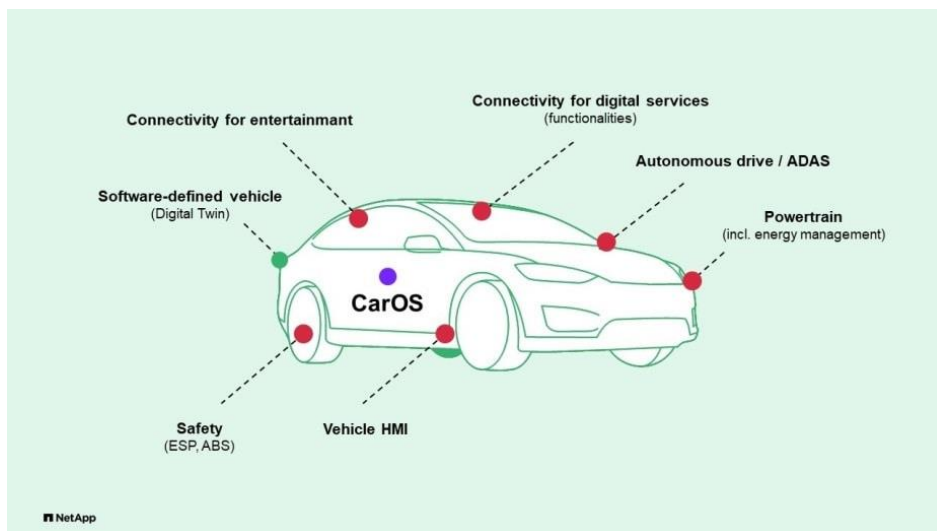 Connectivity for digital services
(functionalities)
Connectivity for entertainmant
Autonomous drive / ADAS
Software-defined vehicle
(Digital Twin)
Powertrain
(incl. energy management)
CarOS
Safety
(ESP, ABS)
Vehicle HMI
NetApp